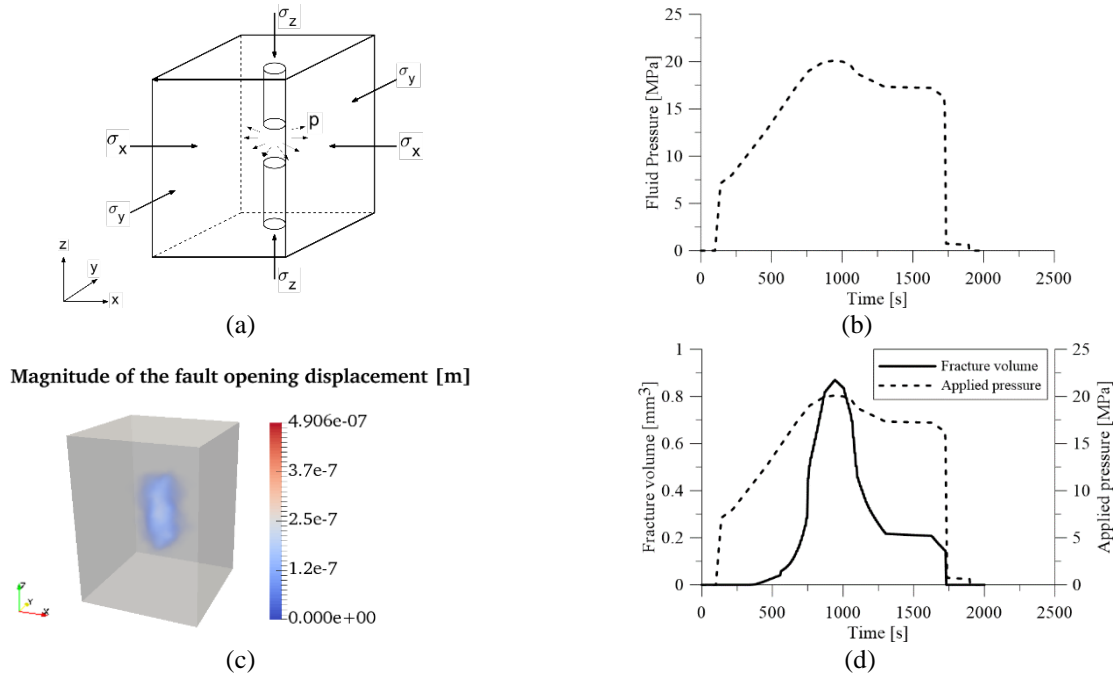 σz
σy
σx
p
σx
σy
σz
z
y
x
(a)
25
20
15
10
5
0
Fluid Pressure [MPa]
0 500 1000 1500 2000 2500
Time [s]
(b)
Magnitude of the fault opening displacement [m]
4.906e-07
3.7e-7
2.5e-7
1.2e-7
0.000e+00
Z
Y
X
(c)
1
0.8
0.6
0.4
0.2
0
Fracture volume [mm³]
Fracture volume
Applied pressure
25
20
15
10
5
0
Applied pressure [MPa]
0 500 1000 1500 2000 2500
Time [s]
(d)